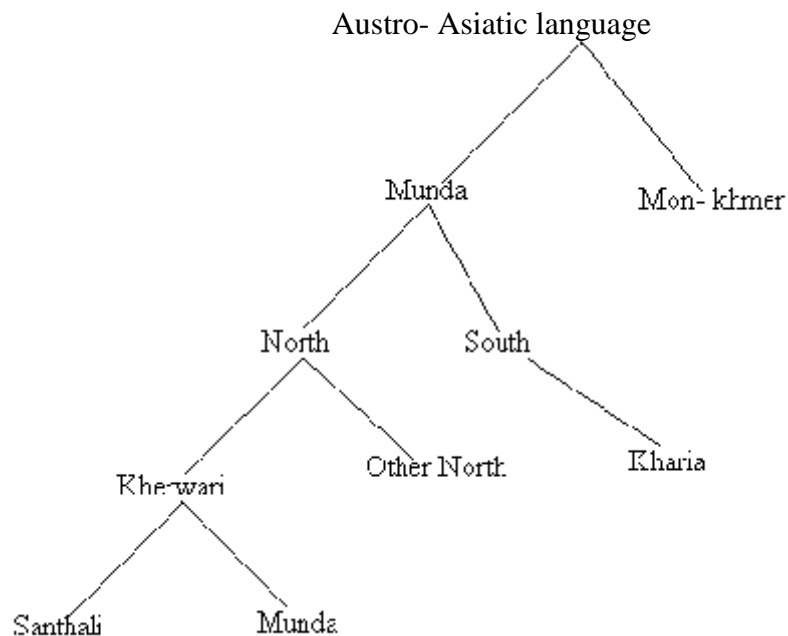 Austro- Asiatic language
Munda
Mon- khmer
North
South
Kherwari
Other North
Kharia
Santhali
Munda